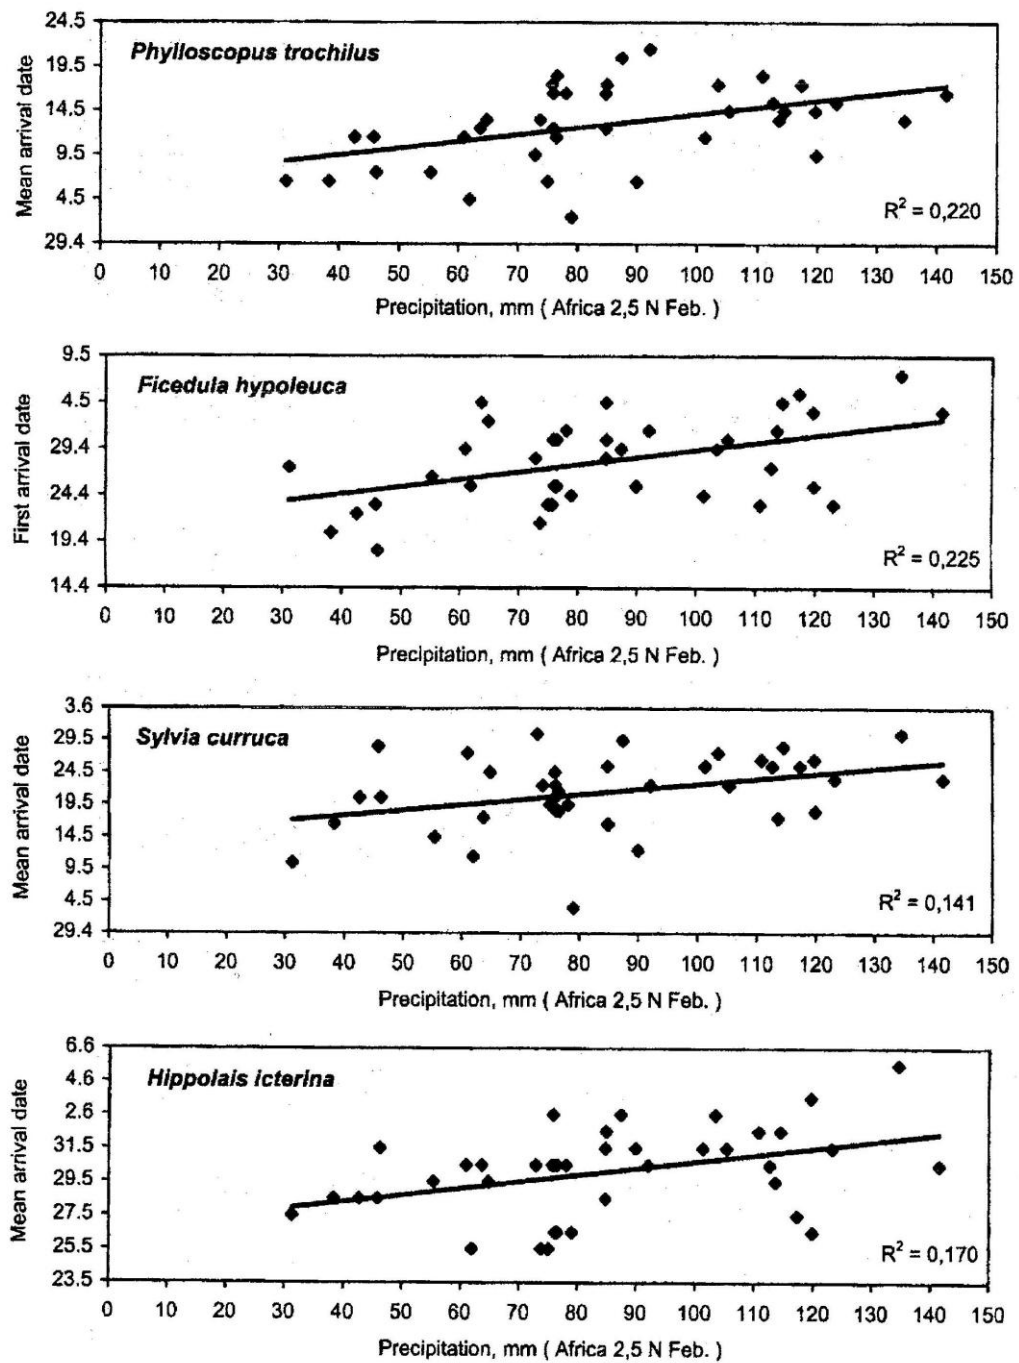 24.5
Phylloscopus trochilus
19.5
14.5
9.5
4.5
29.4
Mean arrival date
R² = 0,220
0 10 20 30 40 50 60 70 80 90 100 110 120 130 140 150
Precipitation, mm ( Africa 2,5 N Feb. )
9.5
Ficedula hypoleuca
4.5
29.4
24.4
19.4
14.4
First arrival date
R² = 0,225
0 10 20 30 40 50 60 70 80 90 100 110 120 130 140 150
Precipitation, mm ( Africa 2,5 N Feb. )
3.6
Sylvia curruca
29.5
24.5
19.5
14.5
9.5
4.5
29.4
Mean arrival date
R² = 0,141
0 10 20 30 40 50 60 70 80 90 100 110 120 130 140 150
Precipitation, mm ( Africa 2,5 N Feb. )
6.6
Hippolais icterina
4.6
2.6
31.5
29.5
27.5
25.5
23.5
Mean arrival date
R² = 0,170
0 10 20 30 40 50 60 70 80 90 100 110 120 130 140 150
Precipitation, mm ( Africa 2,5 N Feb. )